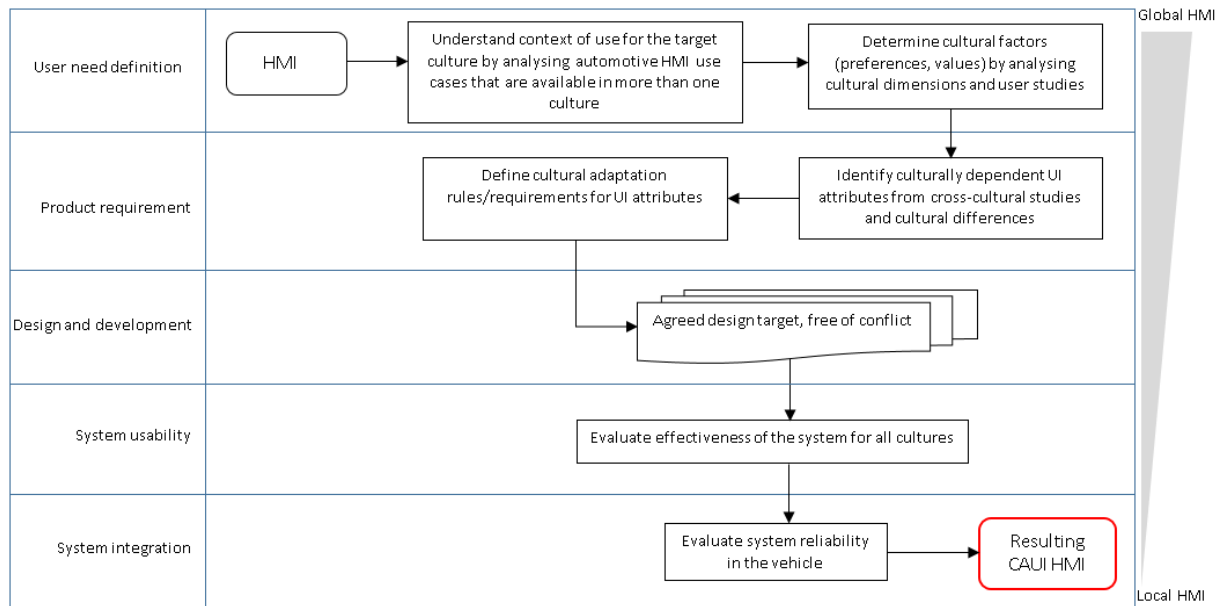 Global HMI
User need definition
HMI
Understand context of use for the target
culture by analysing automotive HMI use
cases that are available in more than one
culture
Determine cultural factors
(preferences, values) by analysing
cultural dimensions and user studies
Product requirement
Define cultural adaptation
rules/requirements for UI attributes
Identify culturally dependent UI
attributes from cross-cultural studies
and cultural differences
Design and development
Agreed design target, free of conflict
System usability
Evaluate effectiveness of the system for all cultures
System integration
Evaluate system reliability
in the vehicle
Resulting
CAUI HMI
Local HMI